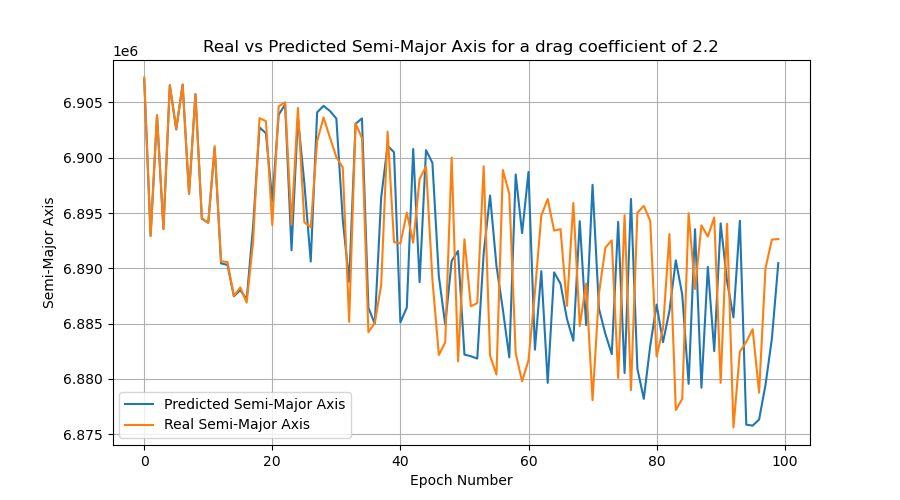 Real vs Predicted Semi-Major Axis for a drag coefficient of 2.2
1e6
6.905
6.900
6.895
6.890
6.885
6.880
6.875
Semi-Major Axis
Predicted Semi-Major Axis
Real Semi-Major Axis
0 20 40 60 80 100
Epoch Number